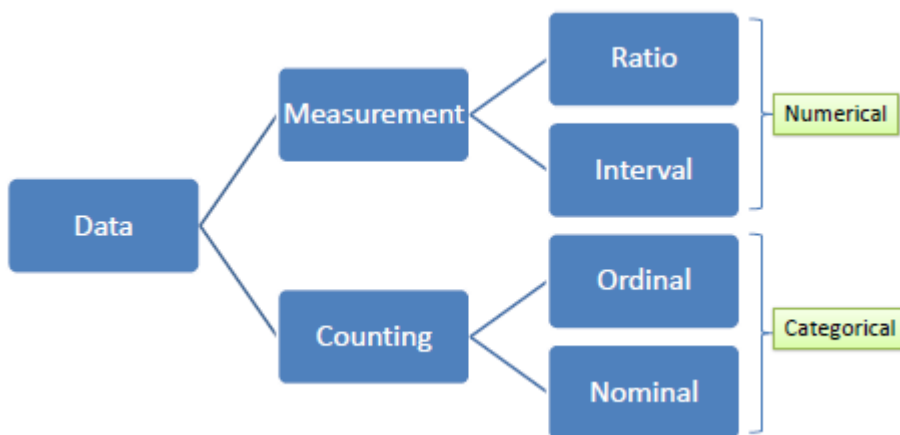 Data
Measurement
Counting
Ratio
Interval
Ordinal
Nominal
Numerical
Categorical